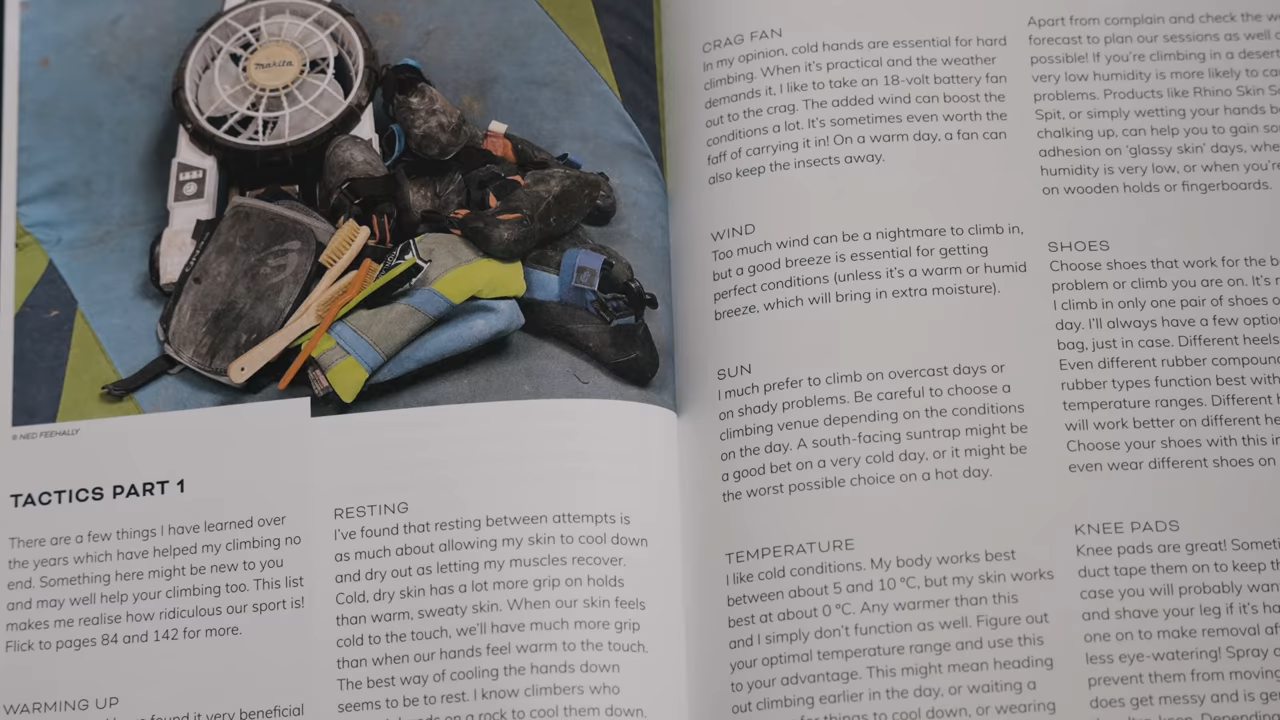 makita
© NED FEEHALLY
TACTICS PART 1
There are a few things I have learned over
the years which have helped my climbing no
end. Something here might be new to you
and may well help your climbing too. This list
makes me realise how ridiculous our sport is!
Flick to pages 84 and 142 for more.
WARMING UP
found it very beneficial
RESTING
I've found that resting between attempts is
as much about allowing my skin to cool down
and dry out as letting my muscles recover.
Cold, dry skin has a lot more grip on holds
than warm, sweaty skin. When our skin feels
cold to the touch, we'll have much more grip
than when our hands feel warm to the touch.
The best way of cooling the hands down
seems to be to rest. I know climbers who
on a rock to cool them down,
CRAG FAN
In my opinion, cold hands are essential for hard
climbing. When it's practical and the weather
demands it, I like to take an 18-volt battery fan
out to the crag. The added wind can boost the
conditions a lot. It's sometimes even worth the
faff of carrying it in! On a warm day, a fan can
also keep the insects away.
WIND
Too much wind can be a nightmare to climb in,
but a good breeze is essential for getting
perfect conditions (unless it's a warm or humid
breeze, which will bring in extra moisture).
SUN
I much prefer to climb on overcast days or
on shady problems. Be careful to choose a
climbing venue depending on the conditions
on the day. A south-facing suntrap might be
a good bet on a very cold day, or it might be
the worst possible choice on a hot day.
TEMPERATURE
I like cold conditions. My body works best
between about 5 and 10 °C, but my skin works
best at about 0 °C. Any warmer than this
and I simply don't function as well. Figure out
your optimal temperature range and use this
to your advantage. This might mean heading
out climbing earlier in the day, or waiting a
for things to cool down, or wearing
Apart from complain and check the
forecast to plan our sessions as well
possible! If you're climbing in a desert
very low humidity is more likely to
problems. Products like Rhino Skin
Spit, or simply wetting your hands
chalking up, can help you to gain
adhesion on 'glassy skin' days,
humidity is very low, or when you're
on wooden holds or fingerboards.
SHOES
Choose shoes that work for the
problem or climb you are on. It's
I climb in only one pair of shoes
day. I'll always have a few
bag, just in case. Different heels
Even different rubber
rubber types function best with
temperature ranges. Different
will work better on different
Choose your shoes with this in
even wear different shoes on
KNEE PADS
Knee pads are great!
duct tape them on to keep
case you will probably
and shave your leg if it's
one on to make removal
less eye-watering! Spray
prevent them from moving
does get messy and is